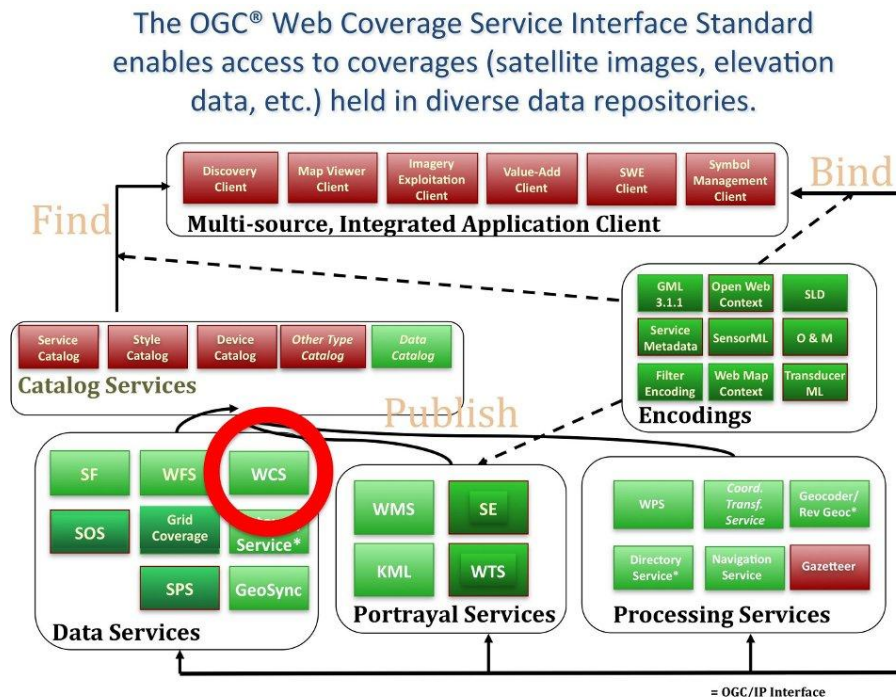 The OGC® Web Coverage Service Interface Standard
enables access to coverages (satellite images, elevation
data, etc.) held in diverse data repositories.
Discovery
Client
Map Viewer
Client
Imagery
Exploitation
Client
Value-Add
Client
SWE
Client
Symbol
Management
Client
Multi-source, Integrated Application Client
Find
Bind
GML
3.1.1
Open Web
Context
SLD
Service
Metadata
SensorML
O & M
Filter
Encoding
Web Map
Context
Transducer
ML
Encodings
Service
Catalog
Style
Catalog
Device
Catalog
Other Type
Catalog
Data
Catalog
Catalog Services
Publish
SF
WFS
WCS
SOS
Grid
Coverage
Service*
SPS
GeoSync
Data Services
WMS
SE
KML
WTS
Portrayal Services
WPS
Coord.
Transf.
Service
Geocoder/
Rev Geoc*
Directory
Service*
Navigation
Service
Gazetteer
Processing Services
= OGC/IP Interface